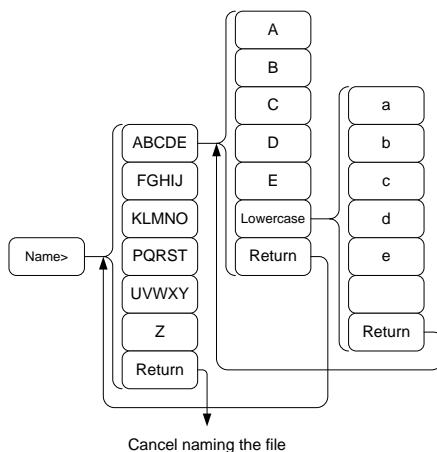 Name>
ABCDE
FGHIJ
KLMNO
PQRST
UVWXY
Z
Return
A
B
C
D
E
Lowercase
Return
a
b
c
d
e
Return
Cancel naming the file